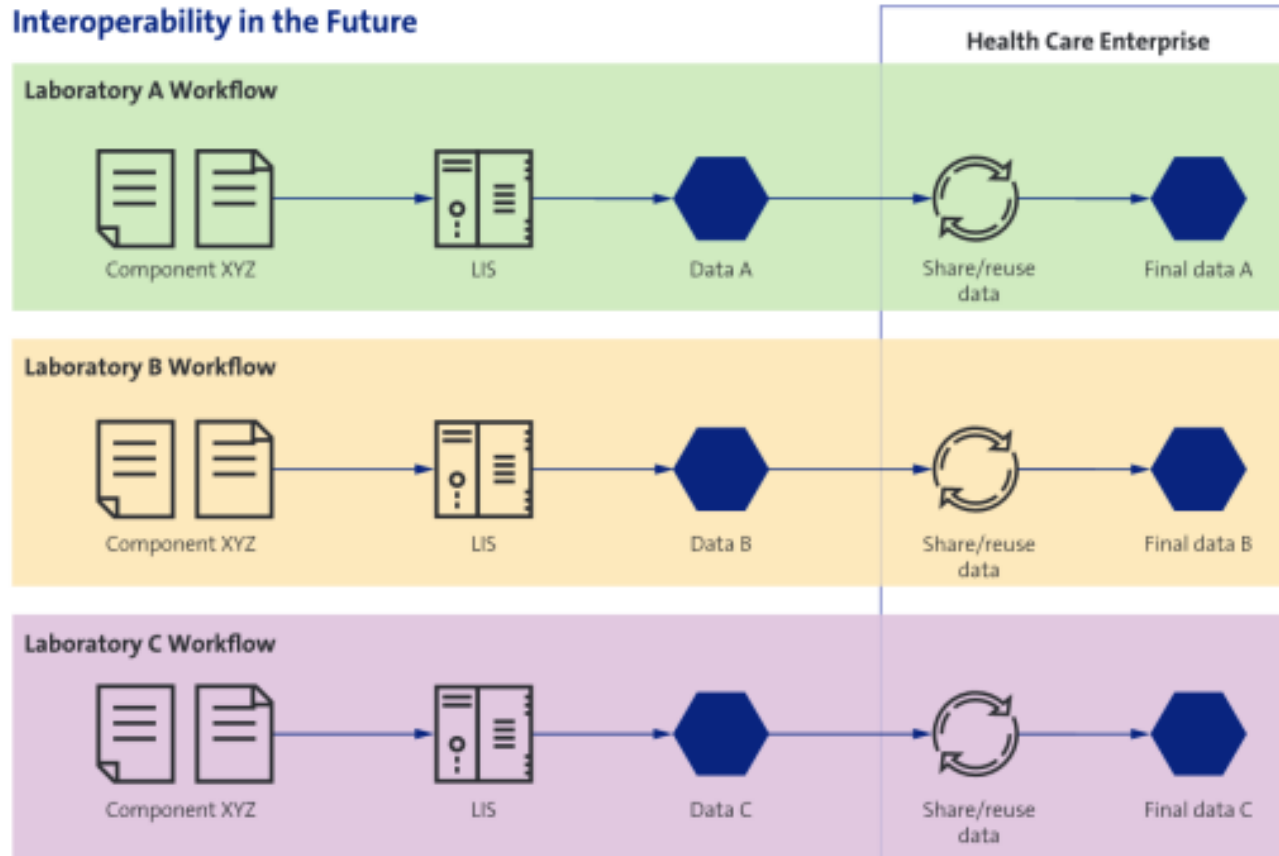 Interoperability in the Future
Health Care Enterprise
Laboratory A Workflow
Component XYZ
LIS
Data A
Share/reuse
data
Final data A
Laboratory B Workflow
Component XYZ
LIS
Data B
Share/reuse
data
Final data B
Laboratory C Workflow
Component XYZ
LIS
Data C
Share/reuse
data
Final data C